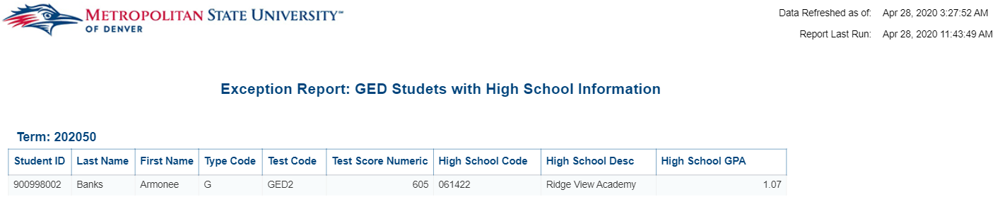 METROPOLITAN STATE UNIVERSITY℠
OF DENVER
Data Refreshed as of: Apr 28, 2020 3:27:52 AM
Report Last Run: Apr 28, 2020 11:43:49 AM
Exception Report: GED Studets with High School Information
Term: 202050
Student ID Last Name First Name Type Code Test Code Test Score Numeric High School Code High School Desc High School GPA
900998002 Banks Armonee G GED2 605 061422 Ridge View Academy 1.07